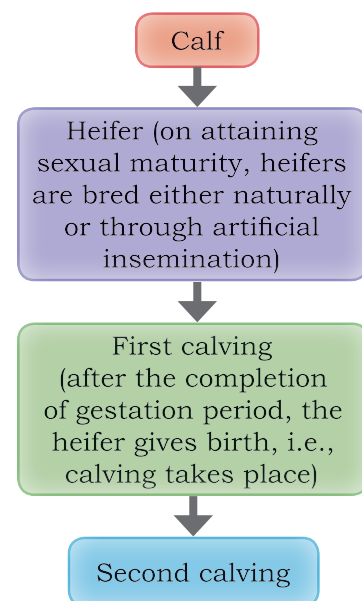 Calf
Heifer (on attaining
sexual maturity, heifers
are bred either naturally
or through artificial
insemination)
First calving
(after the completion
of gestation period, the
heifer gives birth, i.e.,
calving takes place)
Second calving